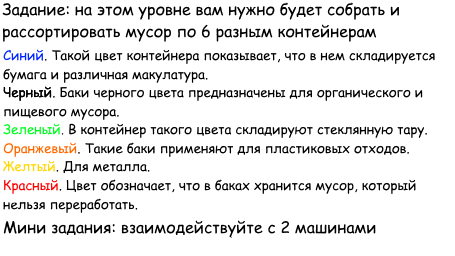 Задание: на этом уровне вам нужно будет собрать и
рассортировать мусор по 6 разным контейнерам
Синий. Такой цвет контейнера показывает, что в нем складируется
бумага и различная макулатура.
Черный. Баки черного цвета предназначены для органического и
пищевого мусора.
Зеленый. В контейнер такого цвета складируют стеклянную тару.
Оранжевый. Такие баки применяют для пластиковых отходов.
Желтый. Для металла.
Красный. Цвет обозначает, что в баках хранится мусор, который
нельзя переработать.
Мини задания: взаимодействуйте с 2 машинами